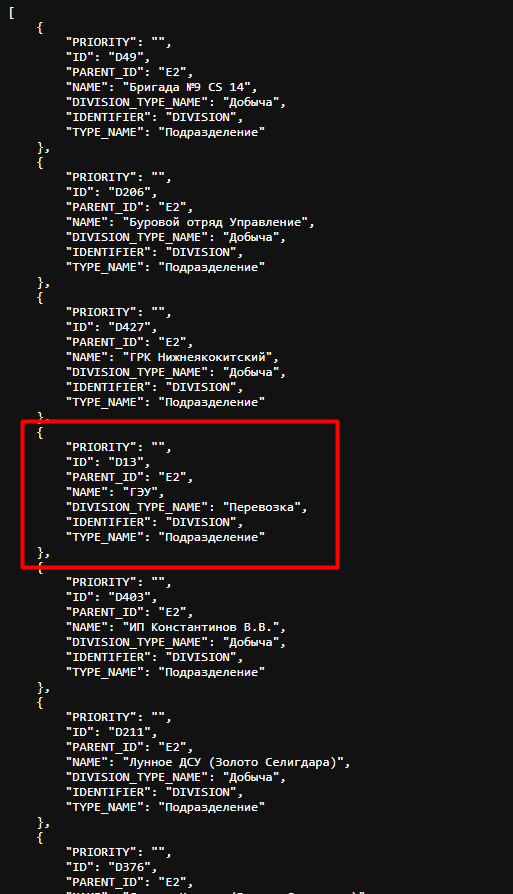 [
{
"PRIORITY": "",
"ID": "D49",
"PARENT_ID": "E2",
"NAME": "Бригада №9 CS 14",
"DIVISION_TYPE_NAME": "Добыча",
"IDENTIFIER": "DIVISION",
"TYPE_NAME": "Подразделение"
},
{
"PRIORITY": "",
"ID": "D206",
"PARENT_ID": "E2",
"NAME": "Буровой отряд Управление",
"DIVISION_TYPE_NAME": "Добыча",
"IDENTIFIER": "DIVISION",
"TYPE_NAME": "Подразделение"
},
{
"PRIORITY": "",
"ID": "D427",
"PARENT_ID": "E2",
"NAME": "ГРК Нижнеякокитский",
"DIVISION_TYPE_NAME": "Добыча",
"IDENTIFIER": "DIVISION",
"TYPE_NAME": "Подразделение"
},
{
"PRIORITY": "",
"ID": "D13",
"PARENT_ID": "E2",
"NAME": "ГЭУ",
"DIVISION_TYPE_NAME": "Перевозка",
"IDENTIFIER": "DIVISION",
"TYPE_NAME": "Подразделение"
},
{
"PRIORITY": "",
"ID": "D403",
"PARENT_ID": "E2",
"NAME": "ИП Константинов В.В.",
"DIVISION_TYPE_NAME": "Добыча",
"IDENTIFIER": "DIVISION",
"TYPE_NAME": "Подразделение"
},
{
"PRIORITY": "",
"ID": "D211",
"PARENT_ID": "E2",
"NAME": "Лунное ДСУ (Золото Селигдара)",
"DIVISION_TYPE_NAME": "Добыча",
"IDENTIFIER": "DIVISION",
"TYPE_NAME": "Подразделение"
},
{
"PRIORITY": "",
"ID": "D376",
"PARENT_ID": "E2",